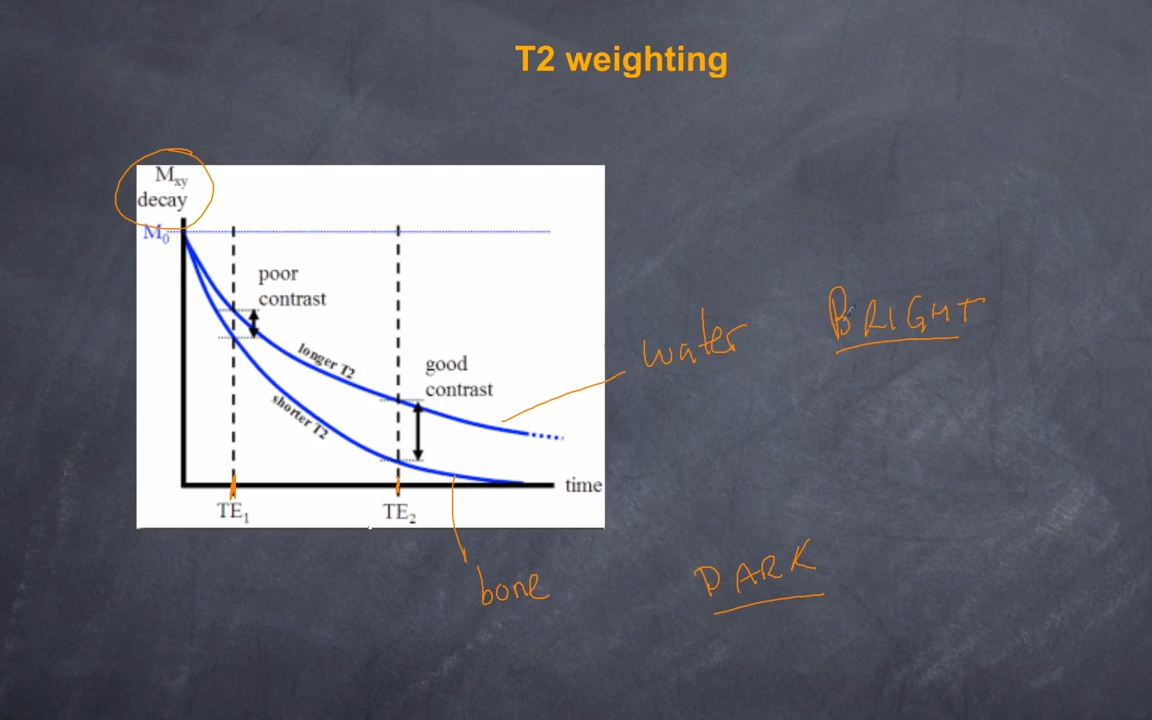 T2 weighting
Mxy
decay
M0
poor
contrast
longer T2
shorter T2
good
contrast
time
TE1
TE2
water
BRIGHT
bone
DARK